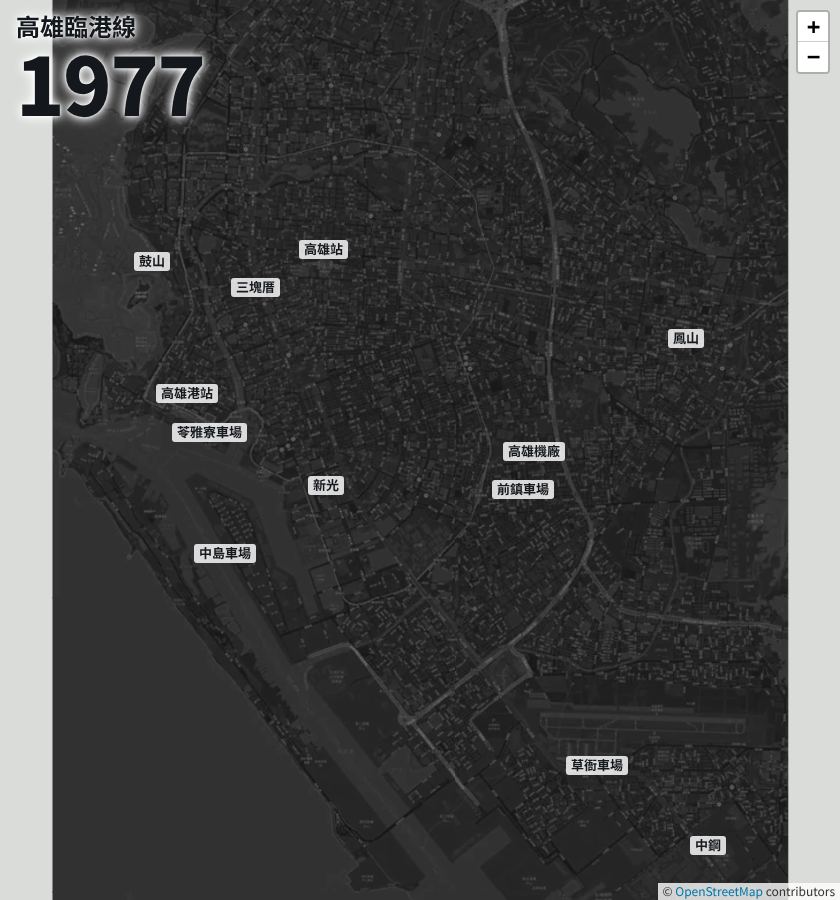 高雄臨港線
1977
+
−
高雄站
鼓山
三塊厝
鳳山
高雄港站
苓雅寮車場
高雄機廠
新光
前鎮車場
中島車場
草衙車場
中鋼
© OpenStreetMap contributors